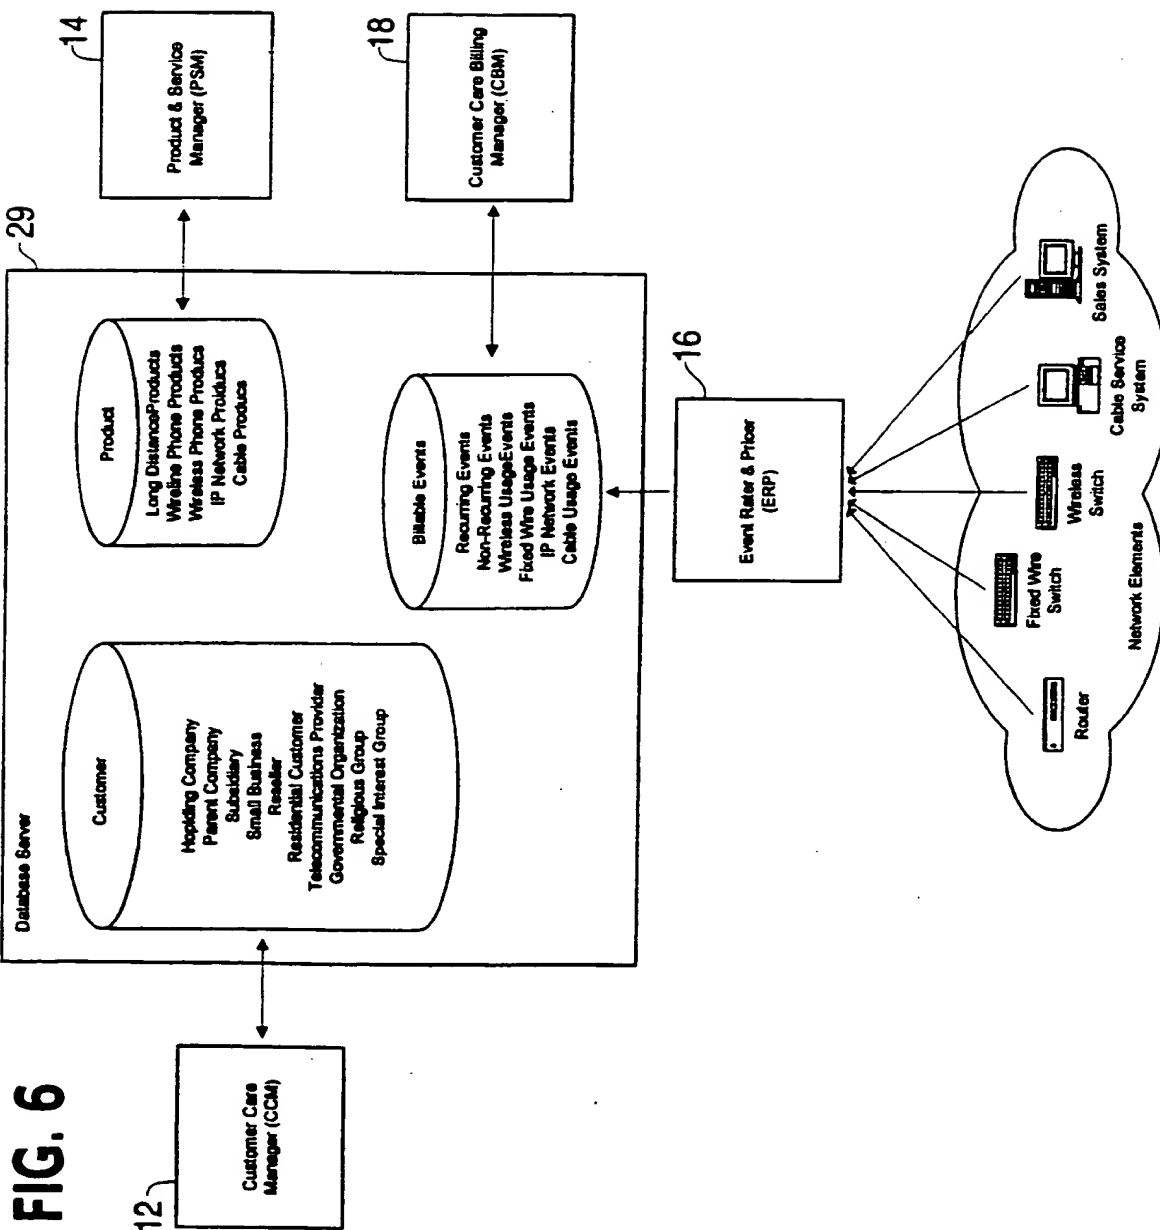 FIG. 6
12
Customer Care
Manager (CCM)
29
Database Server
Customer
Hoplding Company
Parent Company
Subsidiary
Small Business
Reseller
Residential Customer
Telecommunications Provider
Governmental Organization
Religious Group
Special Interest Group
Product
Long DistanceProducts
Wireline Phone Products
Wireless Phone Producs
IP Network Prolducs
Cable Producs
Billable Events
Recurring Events
Non-Recurring Events
Wireless UsageEvents
Fixed Wire Usage Events
IP Network Events
Cable Usage Events
14
Product & Service
Manager (PSM)
18
Customer Care Billing
Manager (CBM)
16
Event Rater & Pricer
(ERP)
Router
Fixed Wire
Switch
Wireless
Switch
Cable Service
System
Sales System
Network Elements